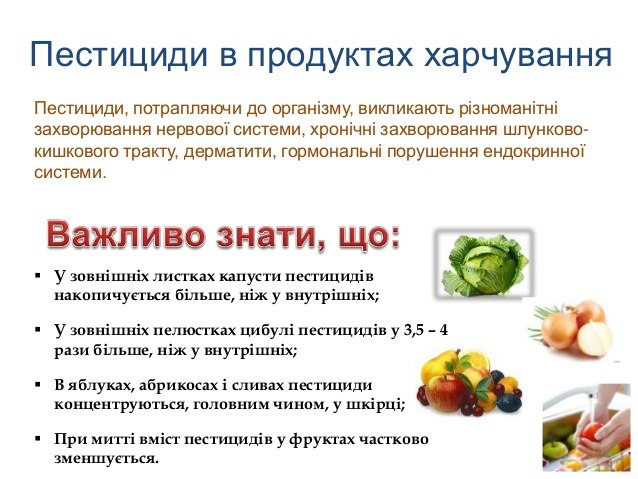 Пестициди в продуктах харчування
Пестициди, потрапляючи до організму, викликають різноманітні
захворювання нервової системи, хронічні захворювання шлунково-
кишкового тракту, дерматити, гормональні порушення ендокринної
системи.
Важливо знати, що:
▪ У зовнішніх листках капусти пестицидів
накопичується більше, ніж у внутрішніх;
▪ У зовнішніх пелюстках цибулі пестицидів у 3,5 – 4
рази більше, ніж у внутрішніх;
▪ В яблуках, абрикосах і сливах пестициди
концентруються, головним чином, у шкірці;
▪ При митті вміст пестицидів у фруктах частково
зменшується.